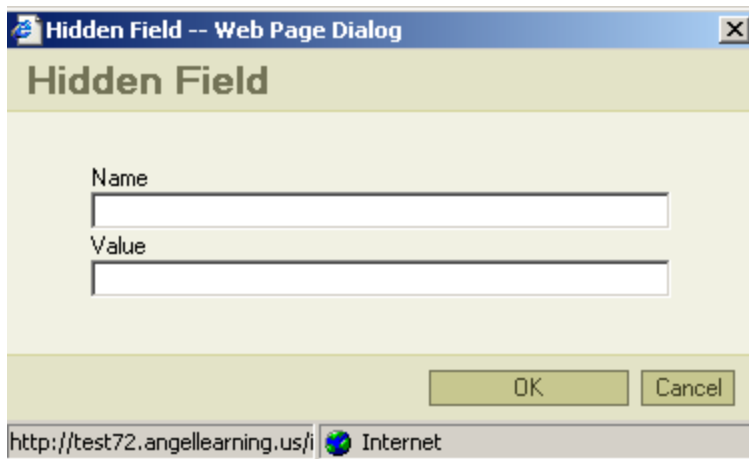 Hidden Field -- Web Page Dialog
Hidden Field
Name
Value
OK Cancel
http://test72.angellearning.us/i Internet